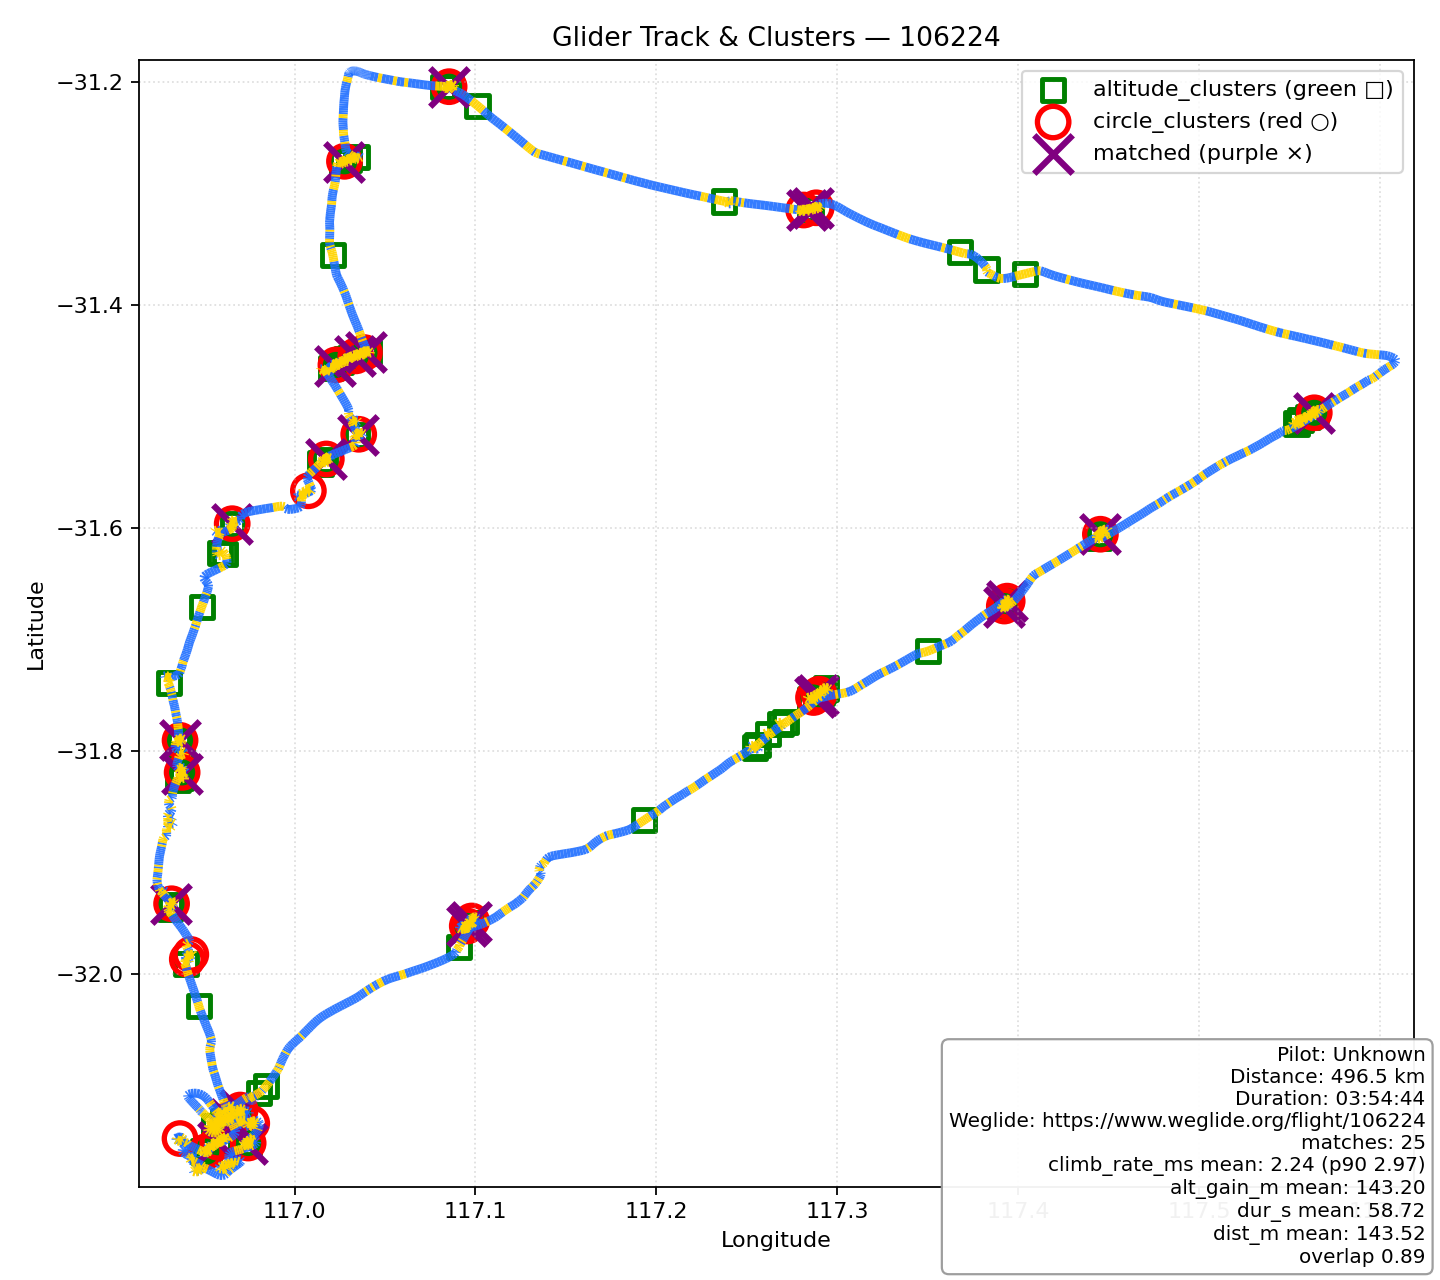 Glider Track & Clusters — 106224
altitude_clusters (green □)
circle_clusters (red ○)
matched (purple ×)
−31.2
−31.4
−31.6
−31.8
−32.0
Latitude
117.0
117.1
117.2
117.3
117.4
117.5
Longitude
Pilot: Unknown
Distance: 496.5 km
Duration: 03:54:44
Weglide: https://www.weglide.org/flight/106224
matches: 25
climb_rate_ms mean: 2.24 (p90 2.97)
alt_gain_m mean: 143.20
dur_s mean: 58.72
dist_m mean: 143.52
overlap 0.89